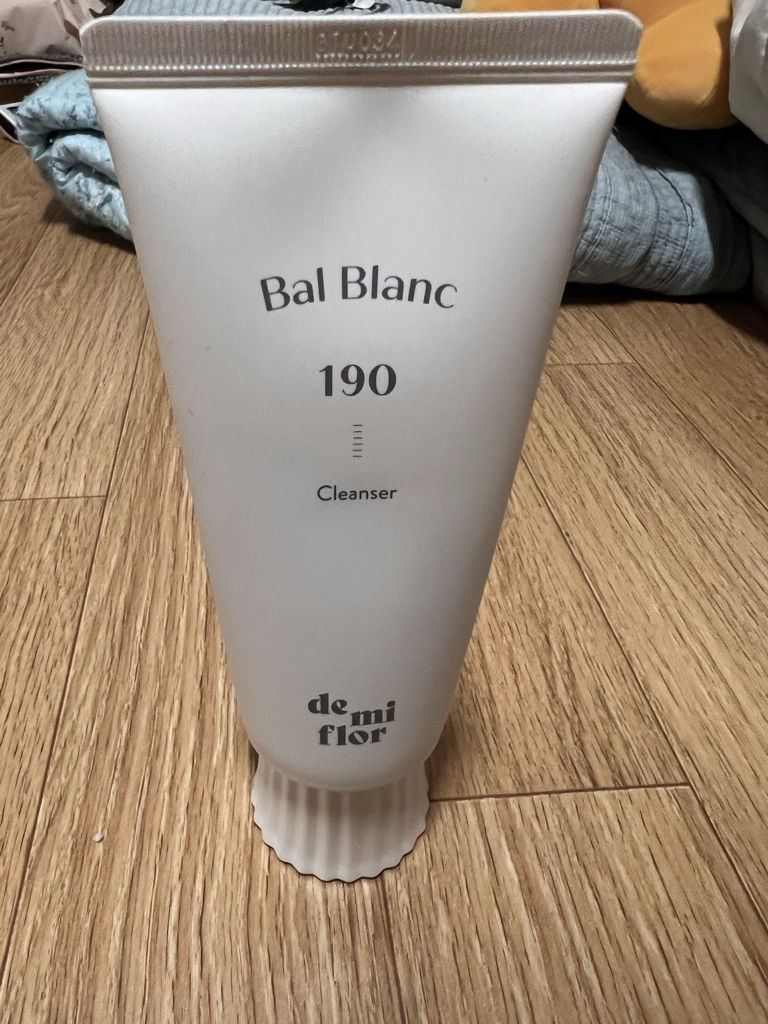 Bal Blanc
190
Cleanser
de mi
flor